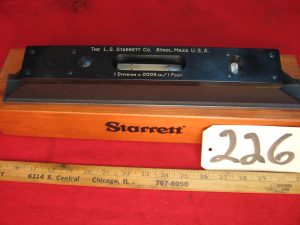 THE L.S. STARRETT CO. ATHOL, MASS. U.S.A.
1 DIVISION = .0005 IN / 1 FOOT
Starrett
226
6314 S. Central Chicago, IL 767-8050